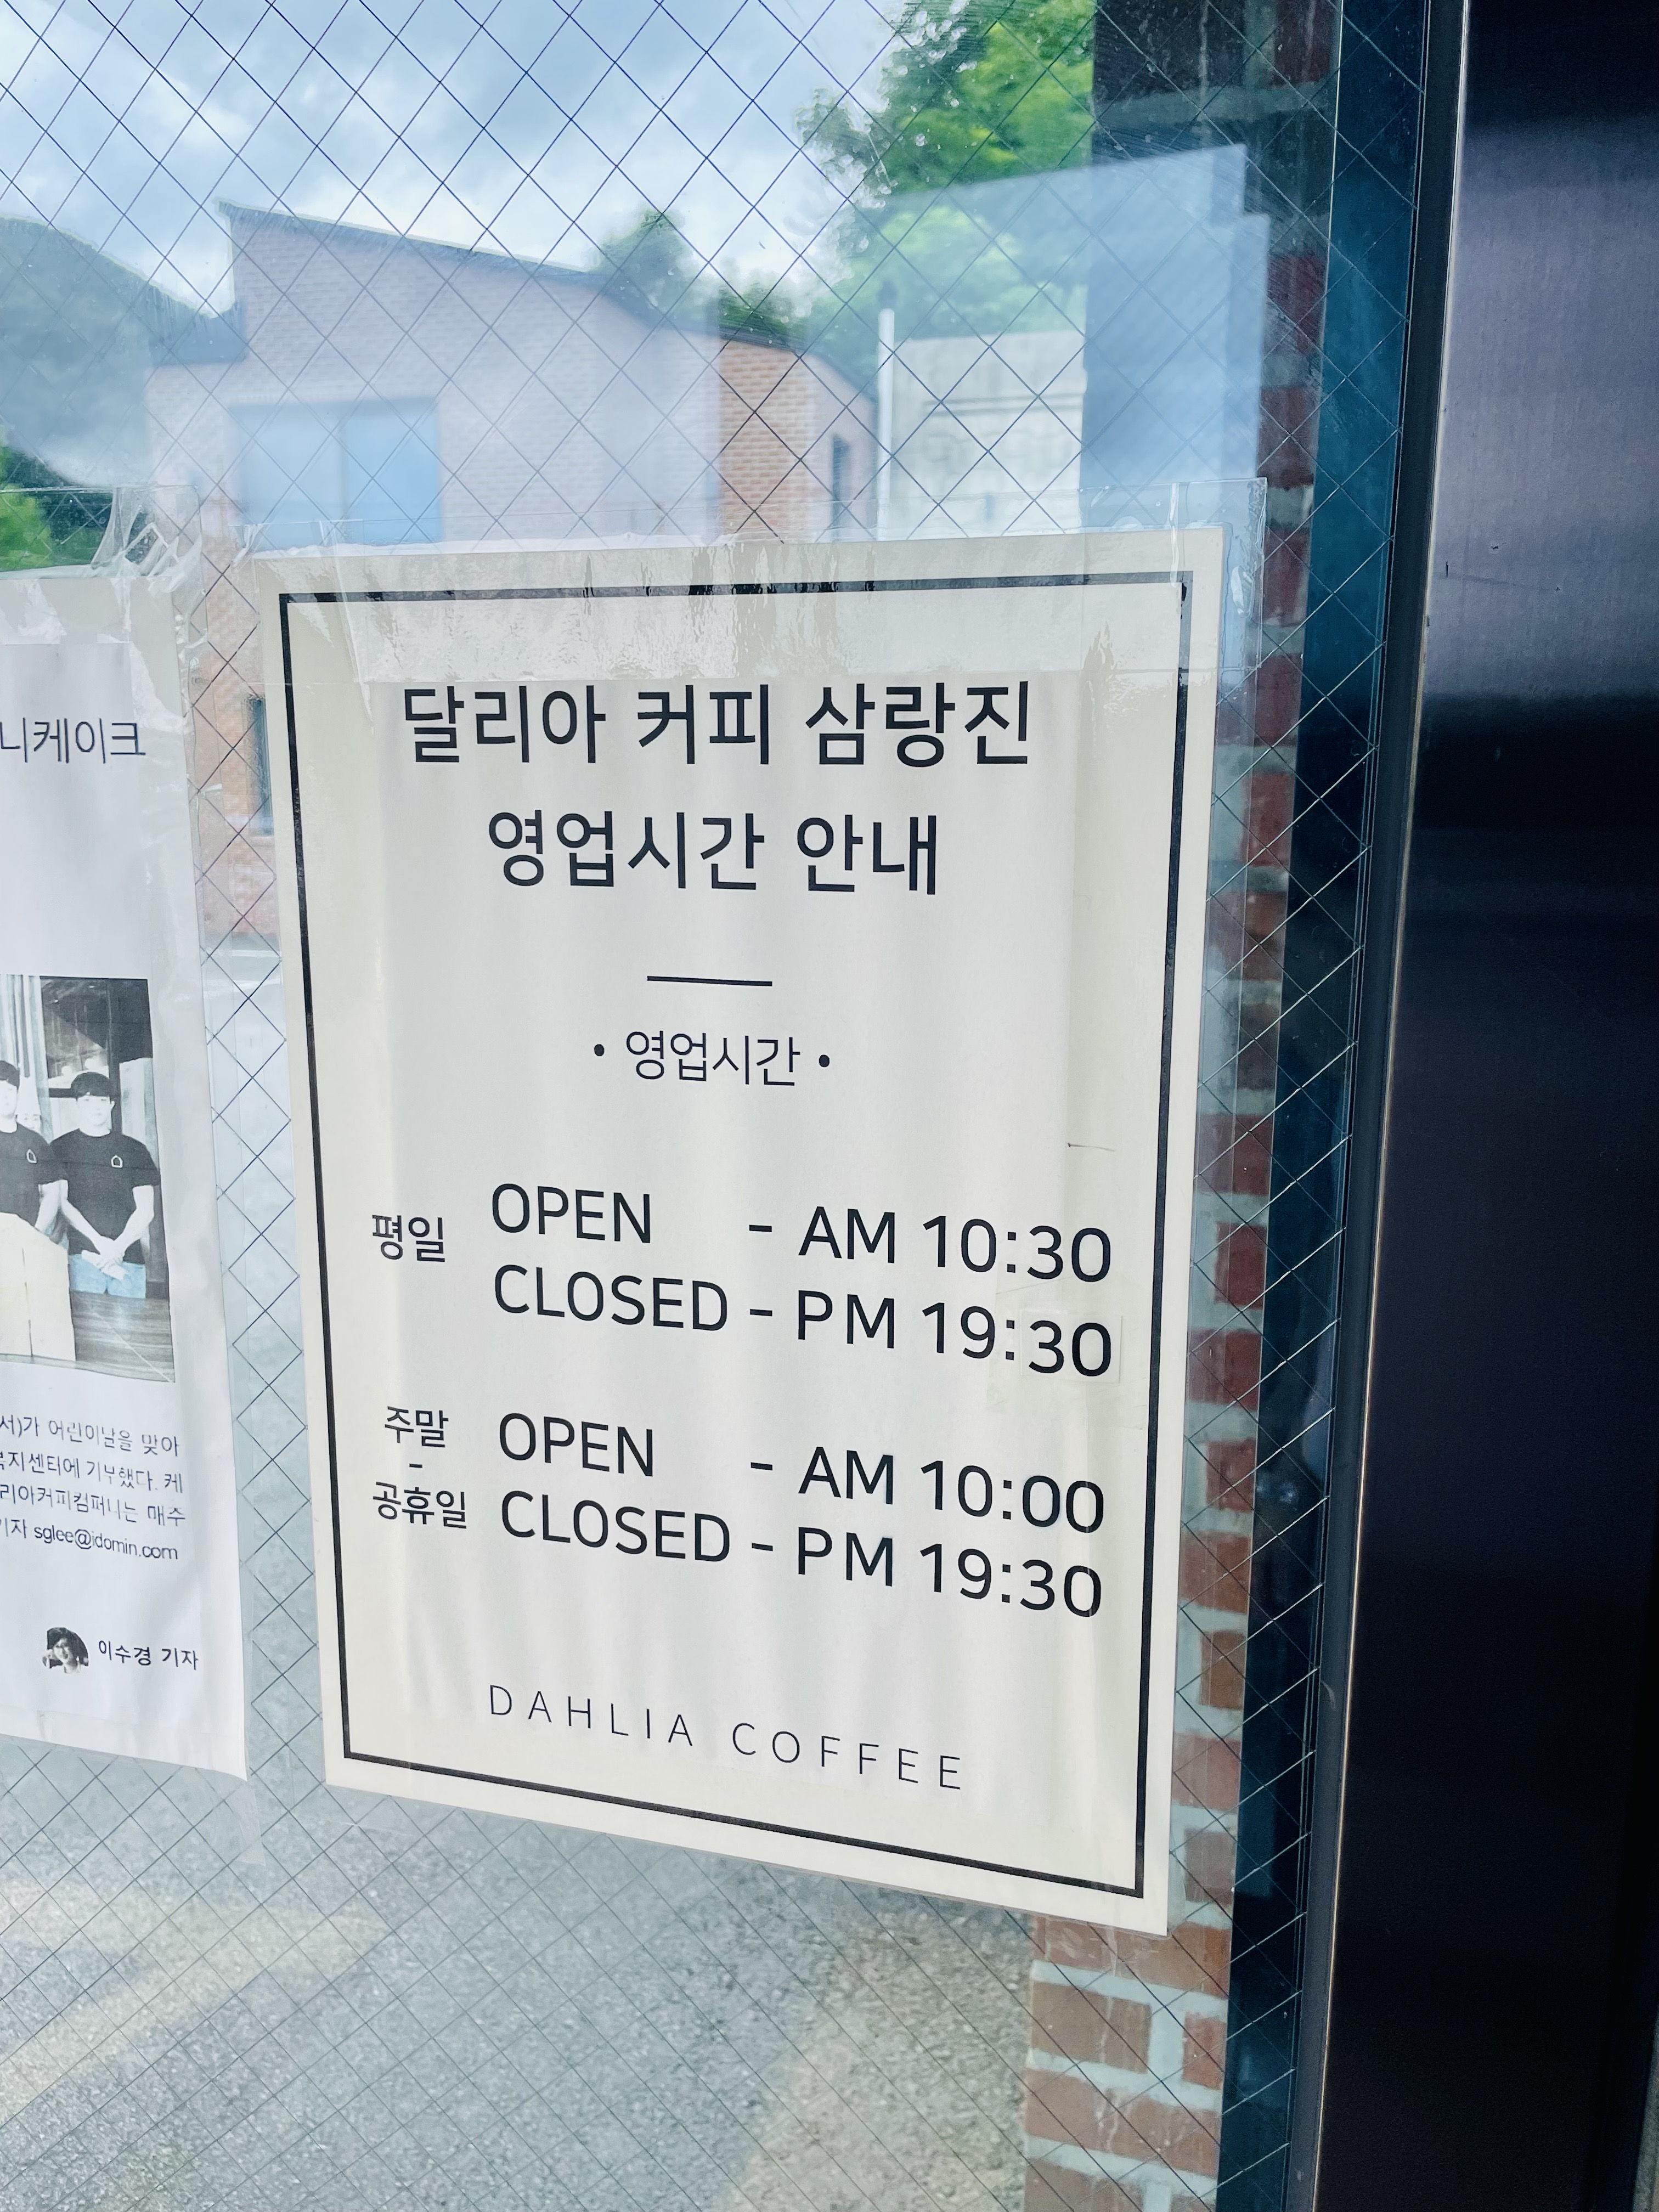 니케이크
서)가 어린이날을 맞아
복지센터에 기부했다. 케
리아커피컴퍼니는 매주
기자 sglee@idomin.com
이수경 기자
달리아 커피 삼랑진
영업시간 안내
• 영업시간 •
평일
OPEN - AM 10:30
CLOSED - PM 19:30
주말
-
공휴일
OPEN - AM 10:00
CLOSED - PM 19:30
DAHLIA COFFEE